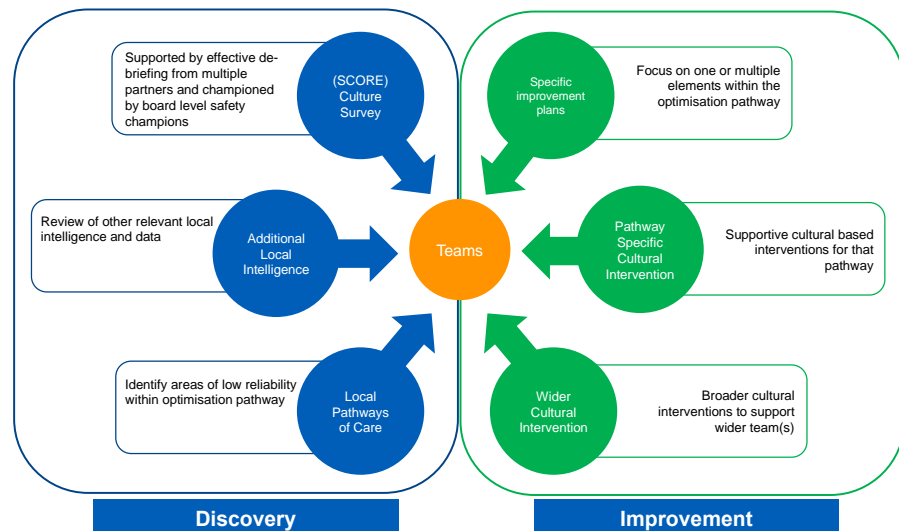 Supported by effective de-
briefing from multiple
partners and championed
by board level safety
champions
(SCORE)
Culture
Survey
Review of other relevant local
intelligence and data
Additional
Local
Intelligence
Identify areas of low reliability
within optimisation pathway
Local
Pathways
of Care
Teams
Specific
improvement
plans
Focus on one or multiple
elements within the
optimisation pathway
Pathway
Specific
Cultural
Intervention
Supportive cultural based
interventions for that
pathway
Wider
Cultural
Intervention
Broader cultural
interventions to support
wider team(s)
Discovery
Improvement